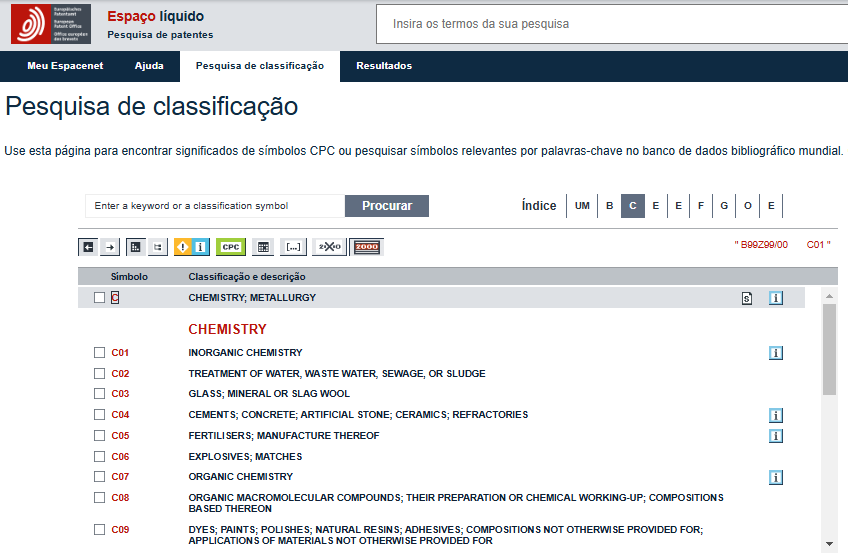 Europäisches
Patentamt
European
Patent Office
Office européen
des brevets
Espaço líquido
Pesquisa de patentes
Insira os termos da sua pesquisa
Meu Espacenet Ajuda Pesquisa de classificação Resultados
Pesquisa de classificação
Use esta página para encontrar significados de símbolos CPC ou pesquisar símbolos relevantes por palavras-chave no banco de dados bibliográfico mundial.
Enter a keyword or a classification symbol Procurar Índice UM B C E E F G O E
CPC [...] 2000 " B99Z99/00 C01 "
Símbolo Classificação e descrição
C CHEMISTRY; METALLURGY S i
CHEMISTRY
C01 INORGANIC CHEMISTRY i
C02 TREATMENT OF WATER, WASTE WATER, SEWAGE, OR SLUDGE
C03 GLASS; MINERAL OR SLAG WOOL
C04 CEMENTS; CONCRETE; ARTIFICIAL STONE; CERAMICS; REFRACTORIES i
C05 FERTILISERS; MANUFACTURE THEREOF i
C06 EXPLOSIVES; MATCHES
C07 ORGANIC CHEMISTRY i
C08 ORGANIC MACROMOLECULAR COMPOUNDS; THEIR PREPARATION OR CHEMICAL WORKING-UP; COMPOSITIONS
BASED THEREON
C09 DYES; PAINTS; POLISHES; NATURAL RESINS; ADHESIVES; COMPOSITIONS NOT OTHERWISE PROVIDED FOR;
APPLICATIONS OF MATERIALS NOT OTHERWISE PROVIDED FOR